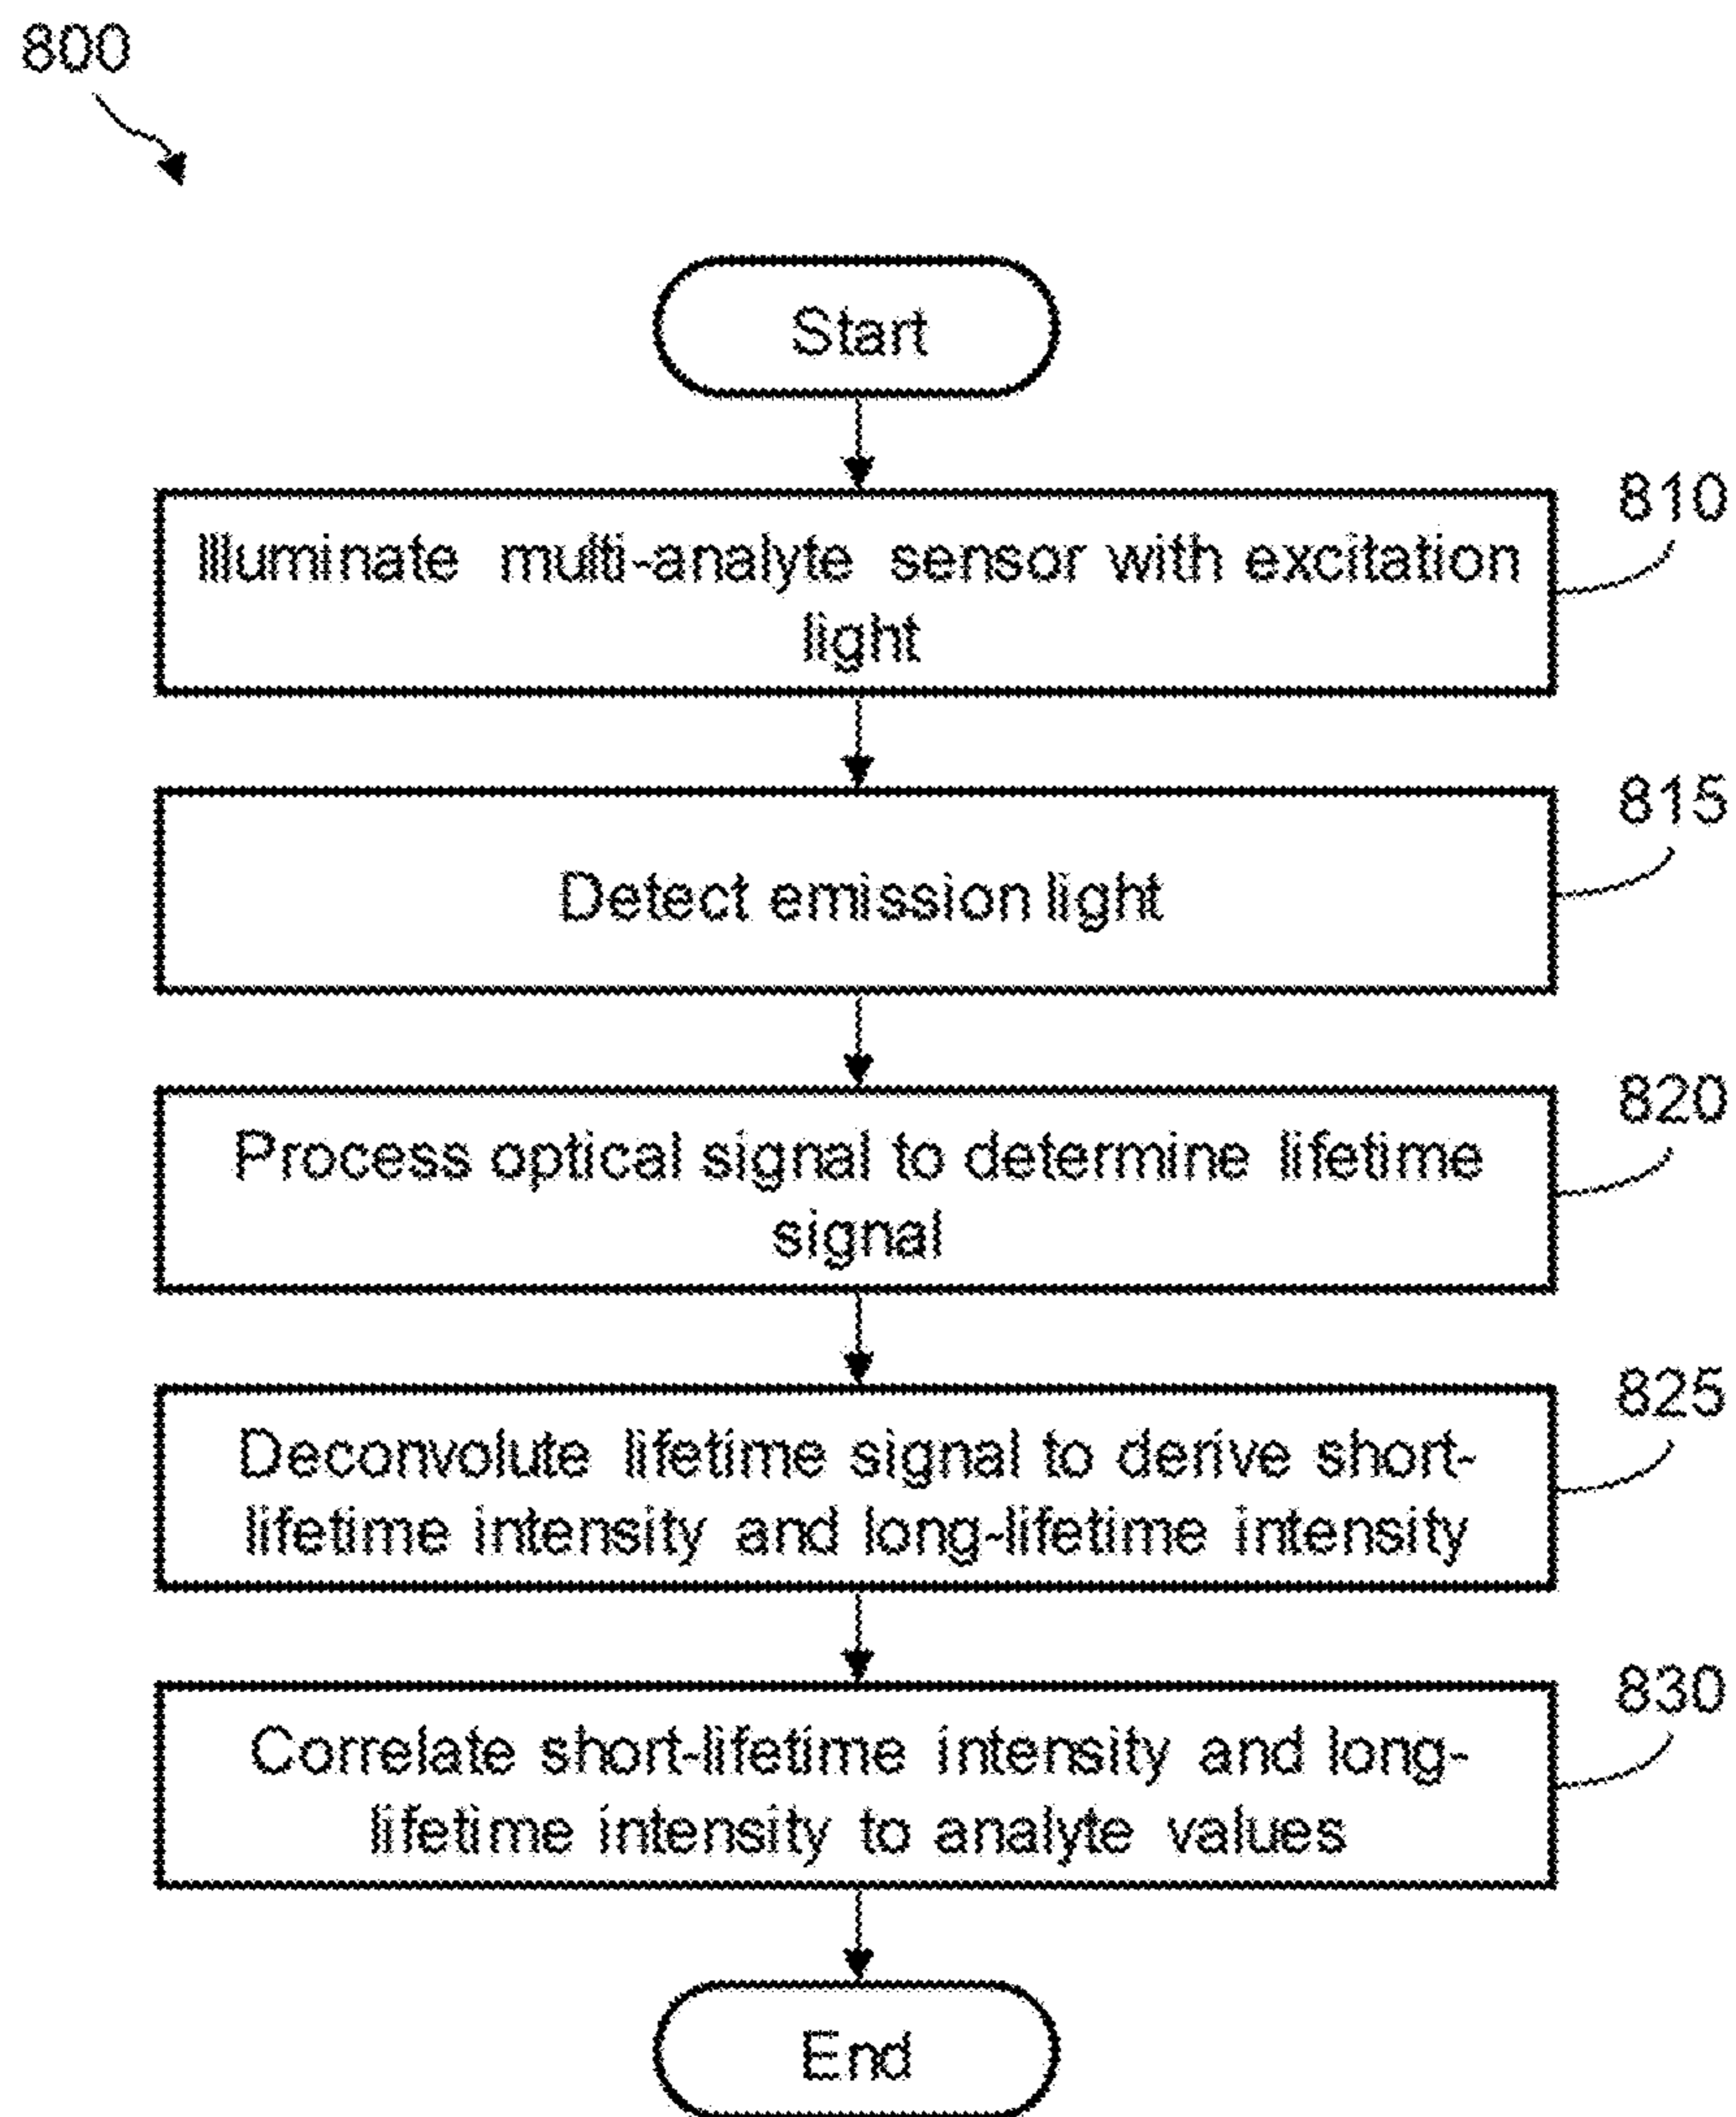 800
Start
810
Illuminate multi-analyte sensor with excitation
light
815
Detect emission light
820
Process optical signal to determine lifetime
signal
825
Deconvolute lifetime signal to derive short-
lifetime intensity and long-lifetime intensity
830
Correlate short-lifetime intensity and long-
lifetime intensity to analyte values
End